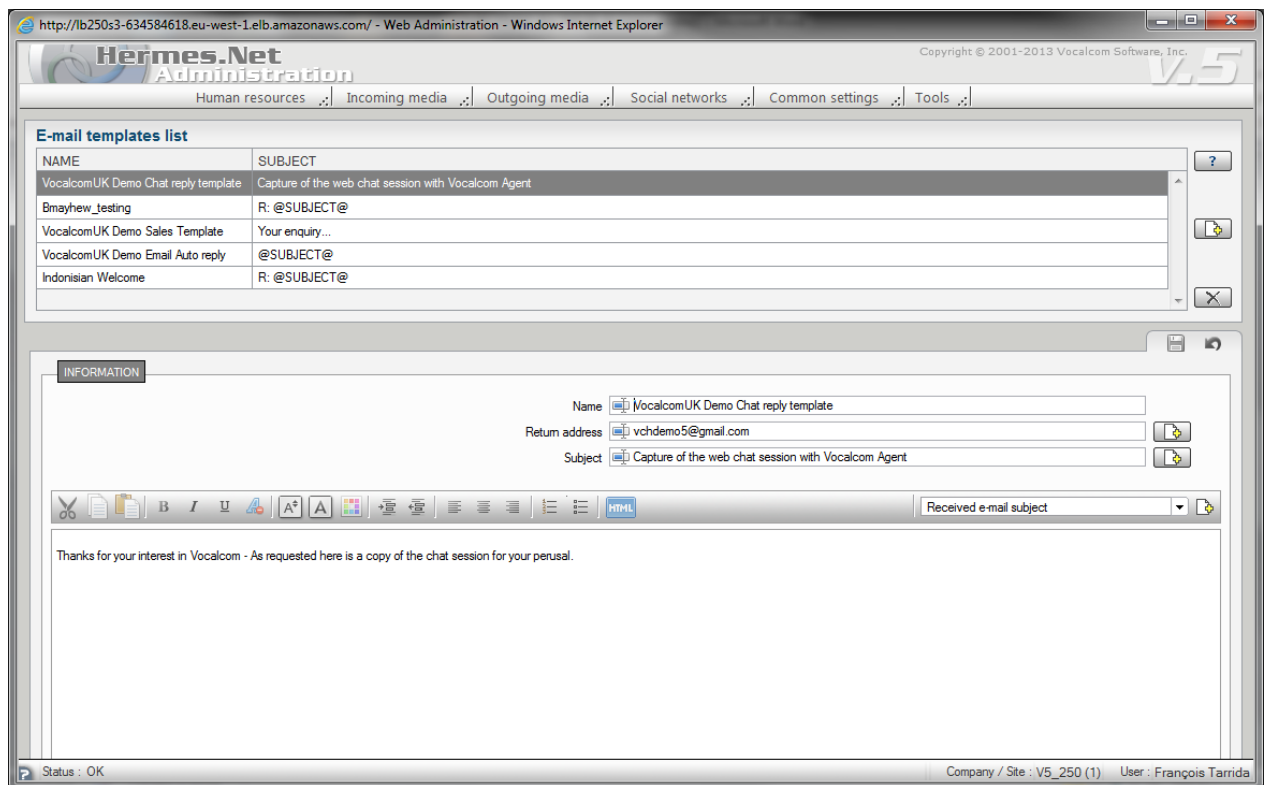 http://lb250s3-634584618.eu-west-1.elb.amazonaws.com/ - Web Administration - Windows Internet Explorer
Hermes.Net
Administration
Copyright © 2001-2013 Vocalcom Software, Inc.
V.5
Human resources Incoming media Outgoing media Social networks Common settings Tools
E-mail templates list
NAME SUBJECT
?
VocalcomUK Demo Chat reply template Capture of the web chat session with Vocalcom Agent
Bmayhew_testing R: @SUBJECT@
VocalcomUK Demo Sales Template Your enquiry...
VocalcomUK Demo Email Auto reply @SUBJECT@
Indonisian Welcome R: @SUBJECT@
INFORMATION
Name VocalcomUK Demo Chat reply template
Return address vchdemo5@gmail.com
Subject Capture of the web chat session with Vocalcom Agent
B I U A A HTML Received e-mail subject
Thanks for your interest in Vocalcom - As requested here is a copy of the chat session for your perusal.
Status : OK Company / Site : V5_250 (1) User : François Tarrida